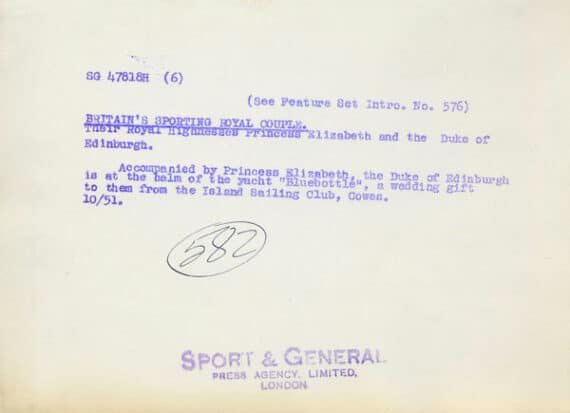 SG 47818H (6)
(See Feature Set Intro. No. 576)
BRITAIN'S SPORTING ROYAL COUPLE.
Their Royal Highnesses Princess Elizabeth and the Duke of
Edinburgh.
Accompanied by Princess Elizabeth, the Duke of Edinburgh
is at the helm of the yacht "Bluebottle", a wedding gift
to them from the Island Sailing Club, Cowes.
10/51.
582
SPORT & GENERAL
PRESS AGENCY, LIMITED,
LONDON